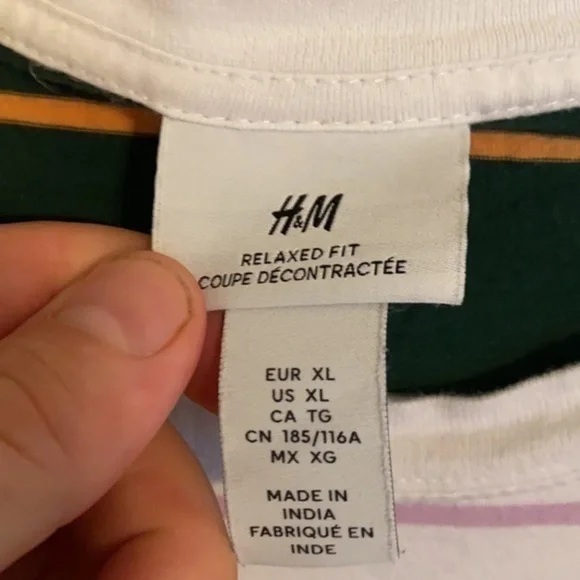 H&M
RELAXED FIT
COUPE DÉCONTRACTÉE
EUR XL
US XL
CA TG
CN 185/116A
MX XG
MADE IN
INDIA
FABRIQUÉ EN
INDE